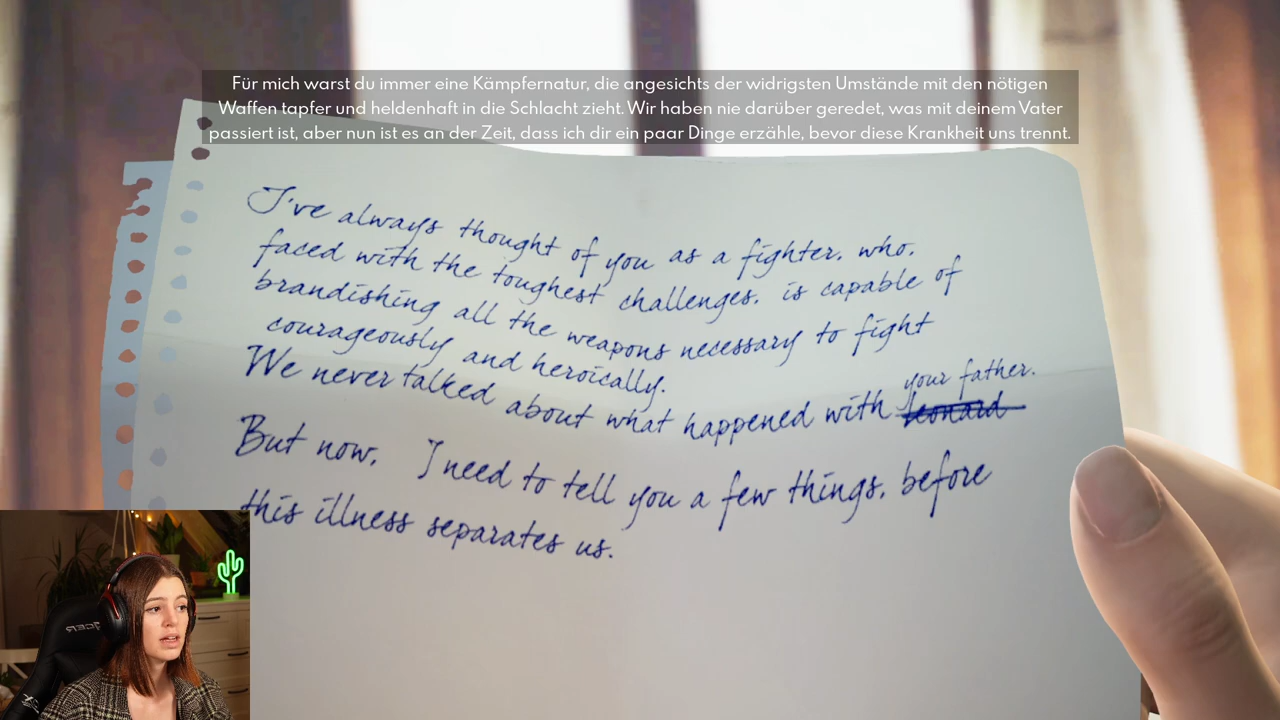 Für mich warst du immer eine Kämpfernatur, die angesichts der widrigsten Umstände mit den nötigen
Waffen tapfer und heldenhaft in die Schlacht zieht. Wir haben nie darüber geredet, was mit deinem Vater
passiert ist, aber nun ist es an der Zeit, dass ich dir ein paar Dinge erzähle, bevor diese Krankheit uns trennt.
I've always thought of you as a fighter. who.
faced with the toughest challenges. is capable of
brandishing all the weapons necessary to fight
courageously and heroically.
your father.
We never talked about what happened with leonard
But now. I need to tell you a few things. before
this illness separates us.